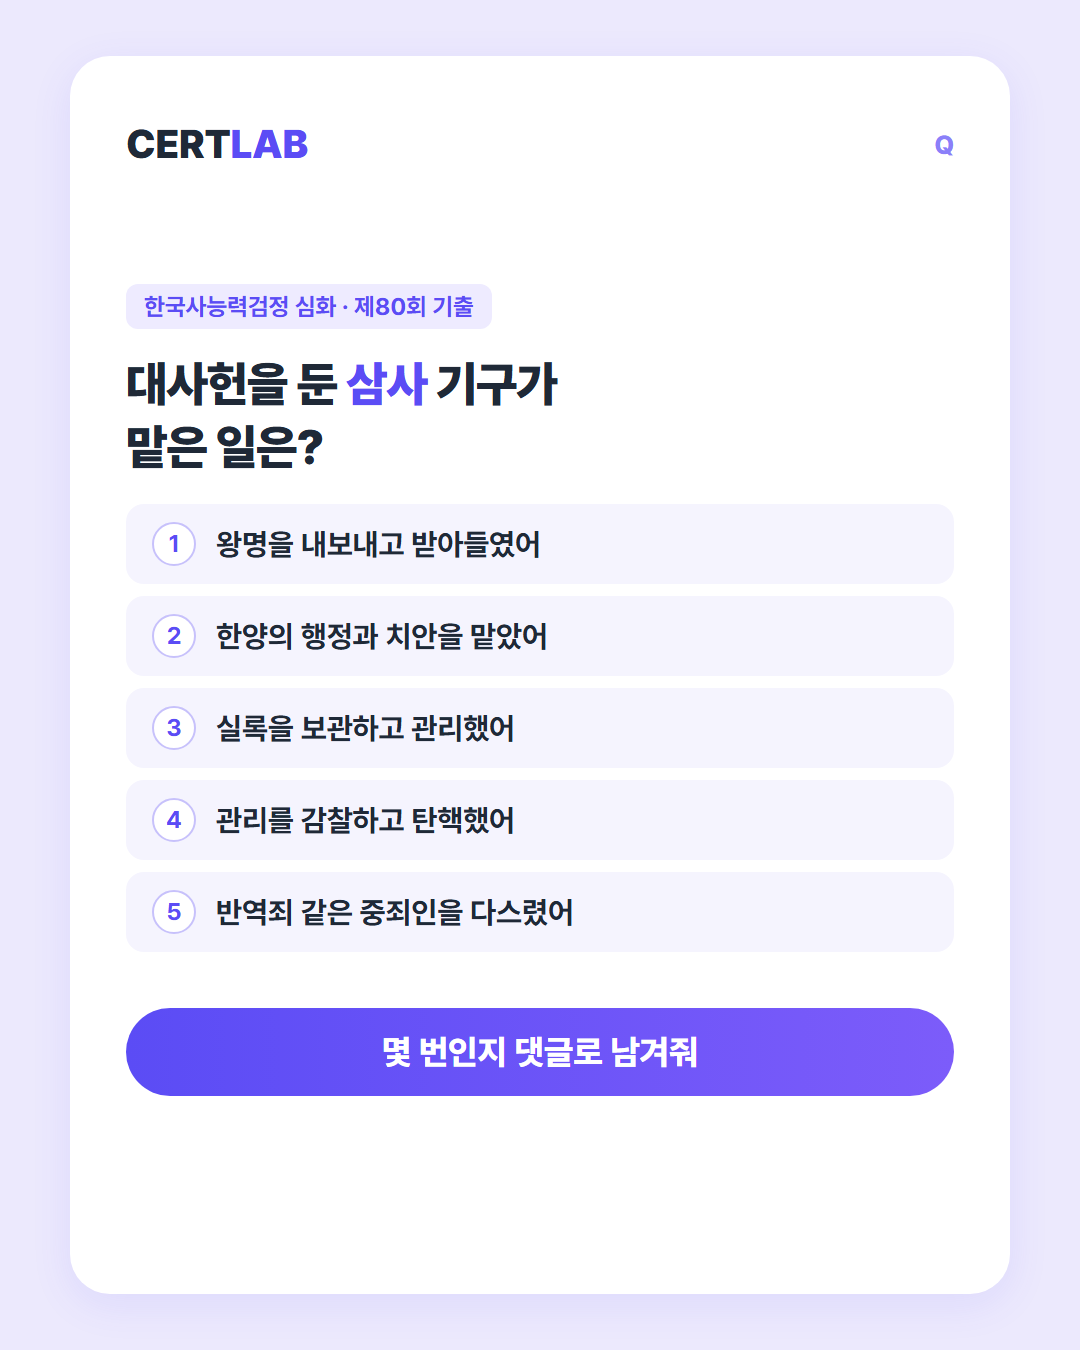 CERTLAB
Q
한국사능력검정 심화 · 제80회 기출
대사헌을 둔 삼사 기구가
맡은 일은?
1 왕명을 내보내고 받아들였어
2 한양의 행정과 치안을 맡았어
3 실록을 보관하고 관리했어
4 관리를 감찰하고 탄핵했어
5 반역죄 같은 중죄인을 다스렸어
몇 번인지 댓글로 남겨줘